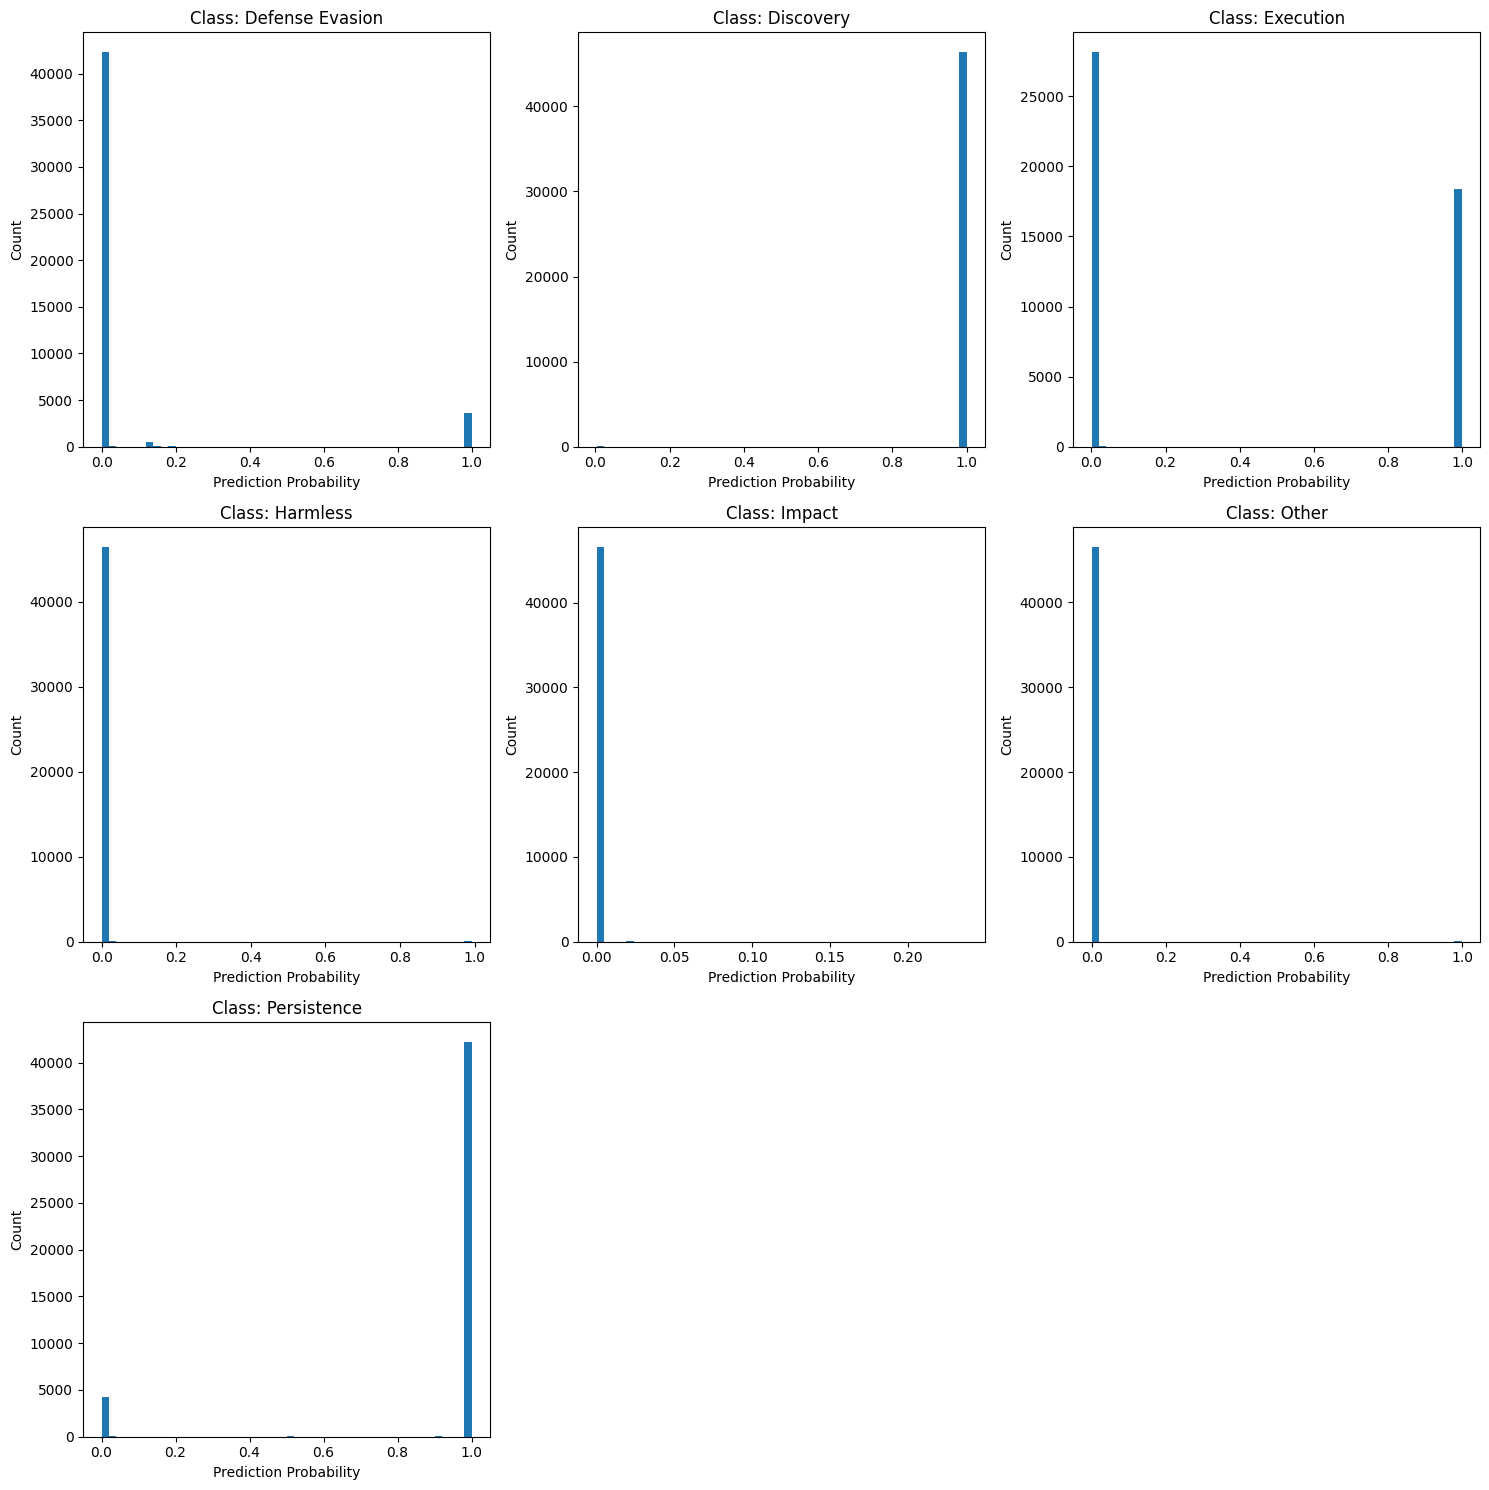 Class: Defense Evasion
Count
40000
35000
30000
25000
20000
15000
10000
5000
0
0.0 0.2 0.4 0.6 0.8 1.0
Prediction Probability
Class: Discovery
Count
40000
30000
20000
10000
0
0.0 0.2 0.4 0.6 0.8 1.0
Prediction Probability
Class: Execution
Count
25000
20000
15000
10000
5000
0
0.0 0.2 0.4 0.6 0.8 1.0
Prediction Probability
Class: Harmless
Count
40000
30000
20000
10000
0
0.0 0.2 0.4 0.6 0.8 1.0
Prediction Probability
Class: Impact
Count
40000
30000
20000
10000
0
0.00 0.05 0.10 0.15 0.20
Prediction Probability
Class: Other
Count
40000
30000
20000
10000
0
0.0 0.2 0.4 0.6 0.8 1.0
Prediction Probability
Class: Persistence
Count
40000
35000
30000
25000
20000
15000
10000
5000
0
0.0 0.2 0.4 0.6 0.8 1.0
Prediction Probability